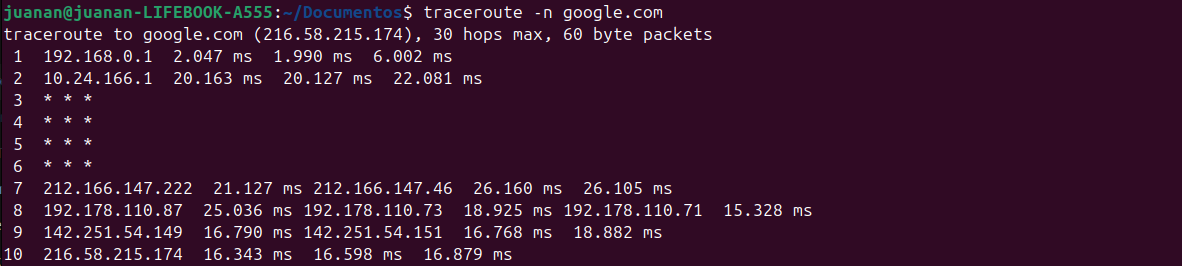 juanan@juanan-LIFEBOOK-A555:~/Documentos$ traceroute -n google.com
traceroute to google.com (216.58.215.174), 30 hops max, 60 byte packets
 1  192.168.0.1  2.047 ms  1.990 ms  6.002 ms
 2  10.24.166.1  20.163 ms  20.127 ms  22.081 ms
 3  * * *
 4  * * *
 5  * * *
 6  * * *
 7  212.166.147.222  21.127 ms 212.166.147.46  26.160 ms  26.105 ms
 8  192.178.110.87  25.036 ms 192.178.110.73  18.925 ms 192.178.110.71  15.328 ms
 9  142.251.54.149  16.790 ms 142.251.54.151  16.768 ms  18.882 ms
10  216.58.215.174  16.343 ms  16.598 ms  16.879 ms